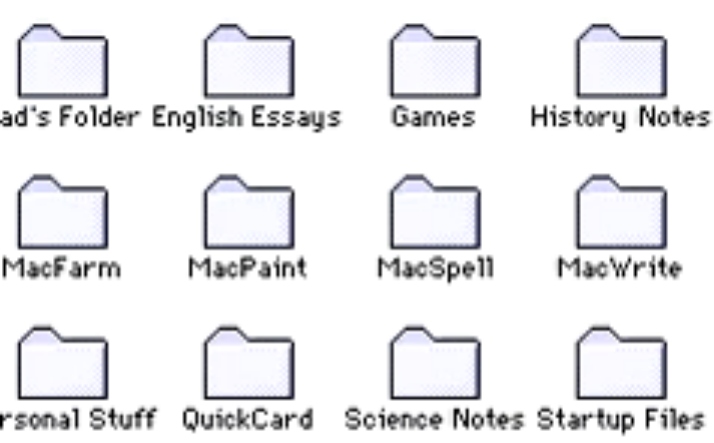 ad's Folder English Essays Games History Notes
MacFarm MacPaint MacSpell MacWrite
rsonal Stuff QuickCard Science Notes Startup Files